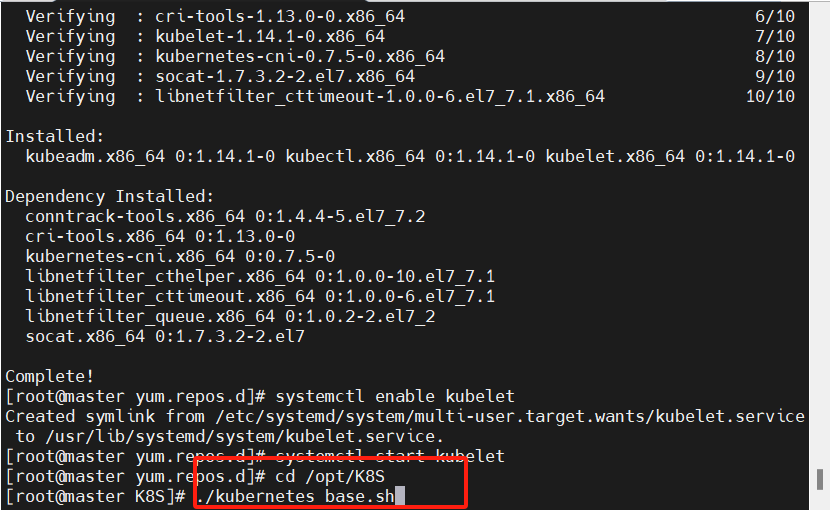 Verifying : cri-tools-1.13.0-0.x86_64 6/10
Verifying : kubelet-1.14.1-0.x86_64 7/10
Verifying : kubernetes-cni-0.7.5-0.x86_64 8/10
Verifying : socat-1.7.3.2-2.el7.x86_64 9/10
Verifying : libnetfilter_cttimeout-1.0.0-6.el7_7.1.x86_64 10/10
Installed:
kubeadm.x86_64 0:1.14.1-0 kubectl.x86_64 0:1.14.1-0 kubelet.x86_64 0:1.14.1-0
Dependency Installed:
conntrack-tools.x86_64 0:1.4.4-5.el7_7.2
cri-tools.x86_64 0:1.13.0-0
kubernetes-cni.x86_64 0:0.7.5-0
libnetfilter_cthelper.x86_64 0:1.0.0-10.el7_7.1
libnetfilter_cttimeout.x86_64 0:1.0.0-6.el7_7.1
libnetfilter_queue.x86_64 0:1.0.2-2.el7_2
socat.x86_64 0:1.7.3.2-2.el7
Complete!
[root@master yum.repos.d]# systemctl enable kubelet
Created symlink from /etc/systemd/system/multi-user.target.wants/kubelet.service
to /usr/lib/systemd/system/kubelet.service.
[root@master yum.repos.d]# systemctl start kubelet
[root@master yum.repos.d]# cd /opt/K8S
[root@master K8S]# ./kubernetes_base.sh